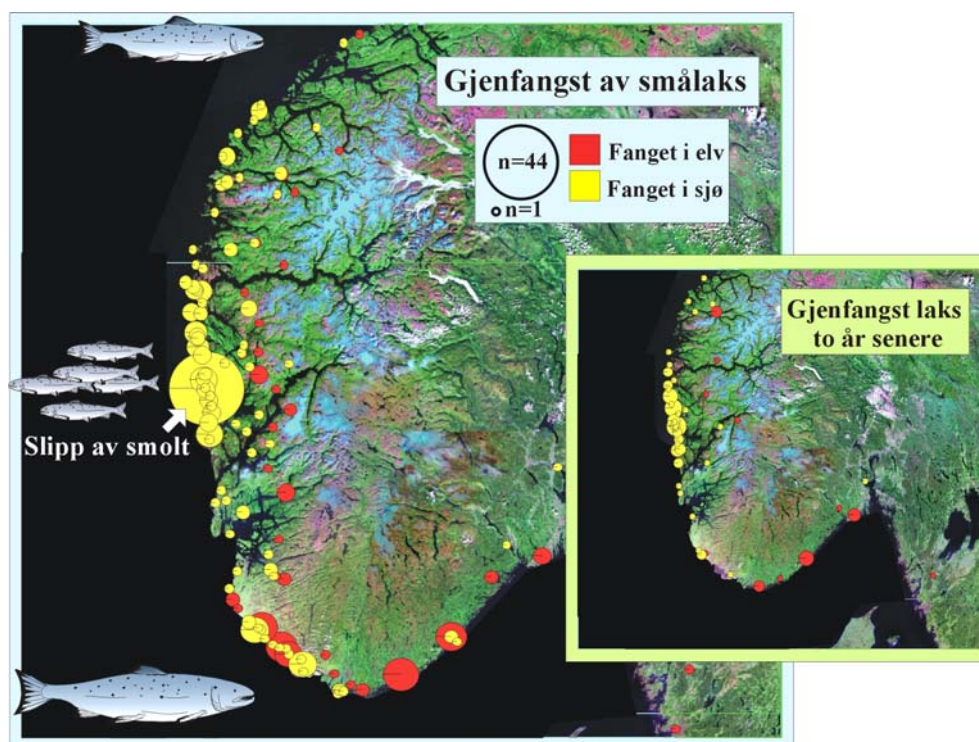 Gjenfangst av smålaks
n=44
n=1
Fanget i elv
Fanget i sjø
Gjenfangst laks
to år senere
Slipp av smolt